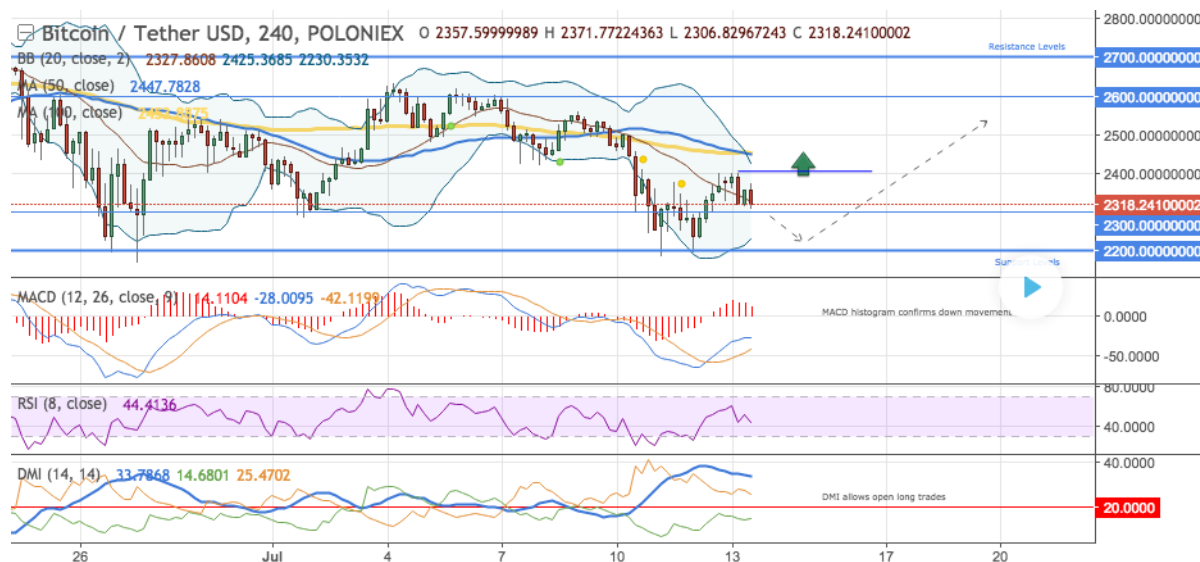 Bitcoin / Tether USD, 240, POLONIEX O 2357.59999989 H 2371.77224363 L 2306.82967243 C 2318.24100002
BB (20, close, 2) 2327.8608 2425.3685 2230.3532
MA (50, close) 2447.7828
MA (100, close)
Resistance Levels
2800.00000000
2700.00000000
2600.00000000
2500.00000000
2400.00000000
2318.24100002
2300.00000000
2200.00000000
Support Levels
MACD (12, 26, close, 9) 14.1104 -28.0095 -42.1199
MACD histogram confirms down movement
0.0000
-50.0000
RSI (8, close) 44.4136
80.0000
40.0000
DMI (14, 14) 33.7868 14.6801 25.4702
DMI allows open long trades
40.0000
20.0000
26 Jul 4 7 10 13 17 20